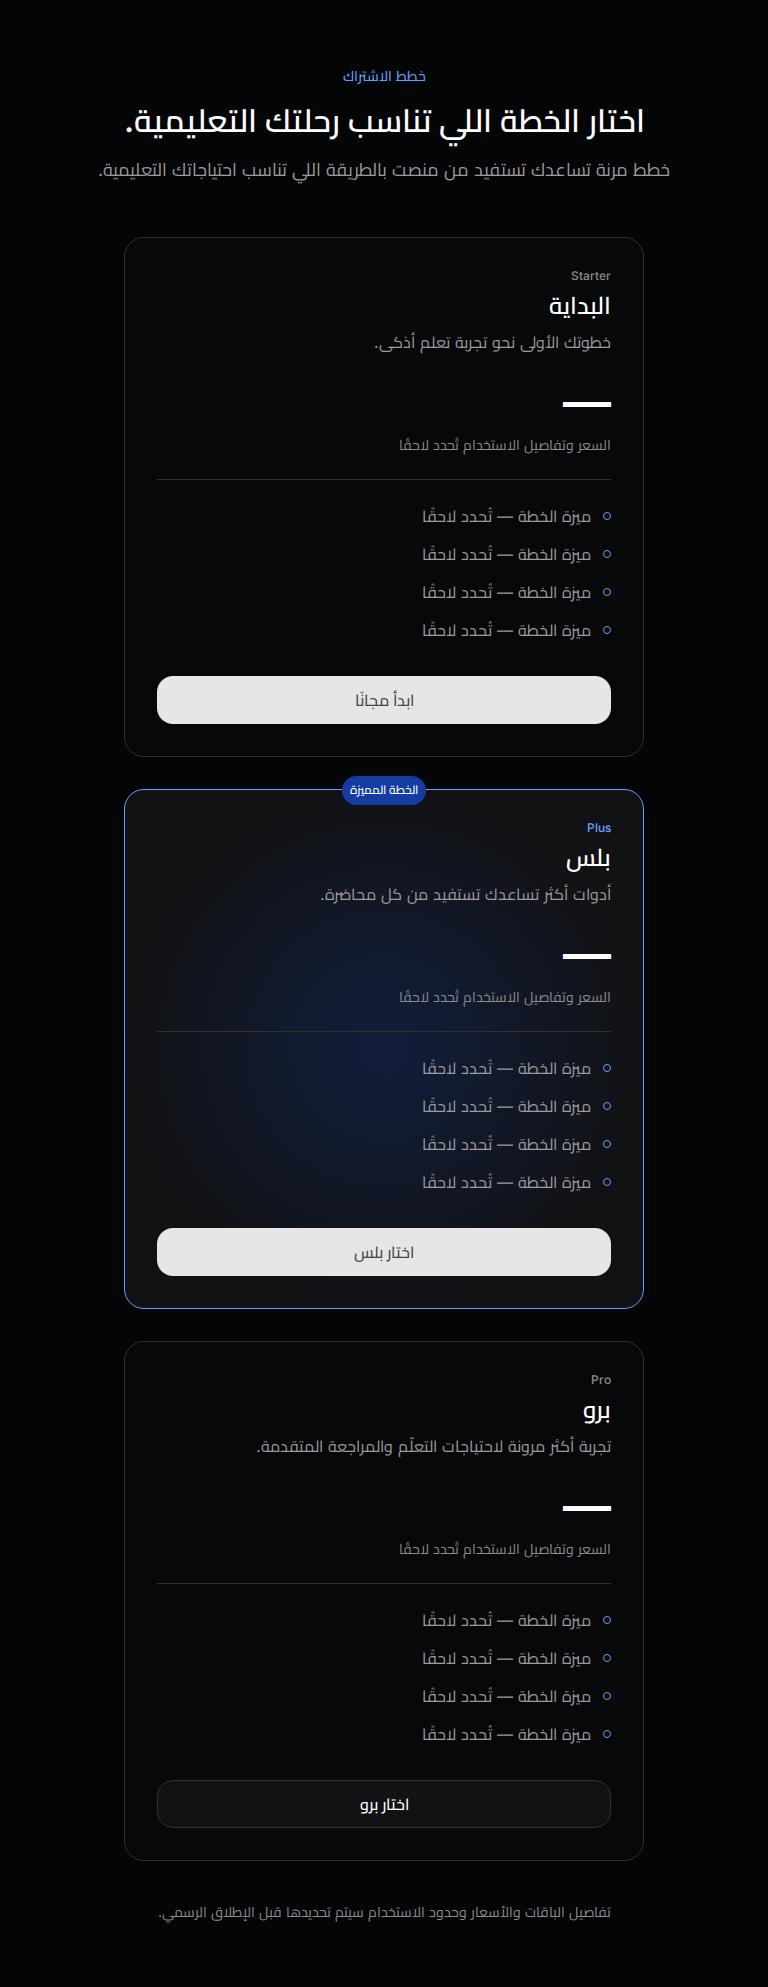 خطط الاشتراك
اختار الخطة اللي تناسب رحلتك التعليمية.
خطط مرنة تساعدك تستفيد من منصت بالطريقة اللي تناسب احتياجاتك التعليمية.
Starter
البداية
خطوتك الأولى نحو تجربة تعلم أذكى.
—
السعر وتفاصيل الاستخدام تُحدد لاحقًا
ميزة الخطة — تُحدد لاحقًا
ميزة الخطة — تُحدد لاحقًا
ميزة الخطة — تُحدد لاحقًا
ميزة الخطة — تُحدد لاحقًا
ابدأ مجانًا
الخطة المميزة
Plus
بلس
أدوات أكثر تساعدك تستفيد من كل محاضرة.
—
السعر وتفاصيل الاستخدام تُحدد لاحقًا
ميزة الخطة — تُحدد لاحقًا
ميزة الخطة — تُحدد لاحقًا
ميزة الخطة — تُحدد لاحقًا
ميزة الخطة — تُحدد لاحقًا
اختار بلس
Pro
برو
تجربة أكثر مرونة لاحتياجات التعلّم والمراجعة المتقدمة.
—
السعر وتفاصيل الاستخدام تُحدد لاحقًا
ميزة الخطة — تُحدد لاحقًا
ميزة الخطة — تُحدد لاحقًا
ميزة الخطة — تُحدد لاحقًا
ميزة الخطة — تُحدد لاحقًا
اختار برو
تفاصيل الباقات والأسعار وحدود الاستخدام سيتم تحديدها قبل الإطلاق الرسمي.